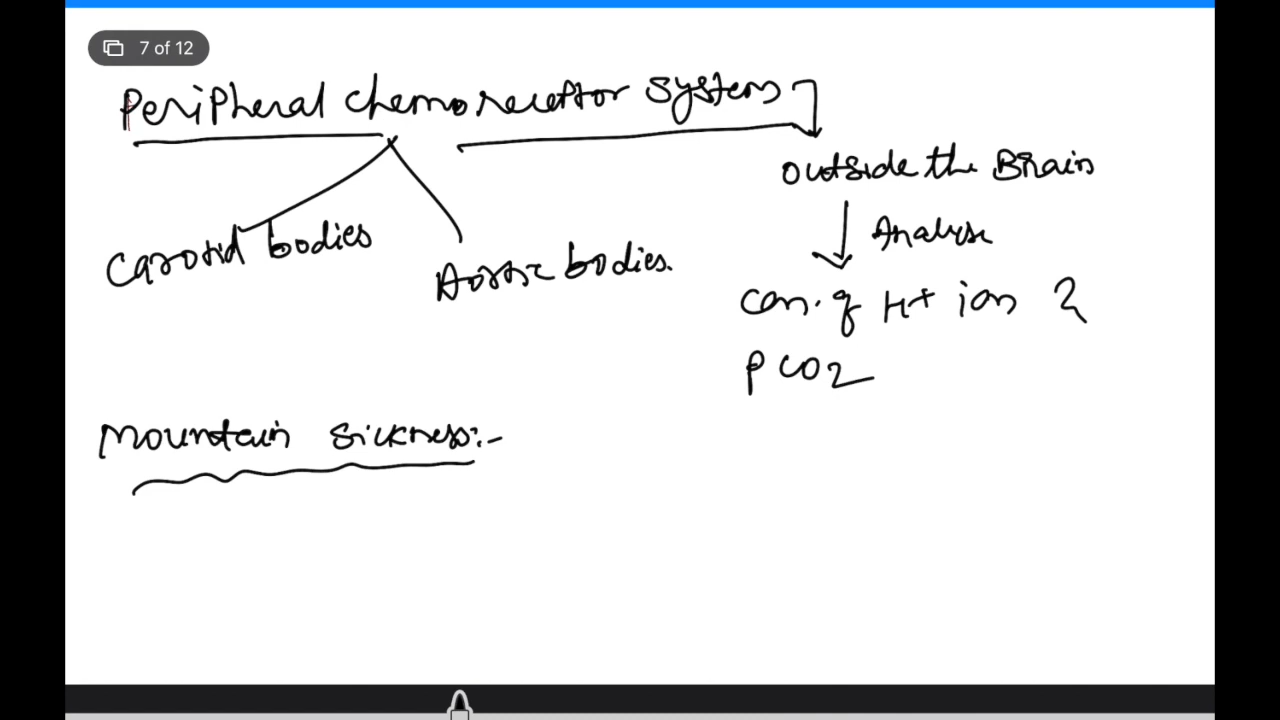 7 of 12
Peripheral chemoreceptor system
outside the Brain
Analyse
Carotid bodies
Aortic bodies.
Con. of H+ ion &
PCO2
Mountain sickness:-